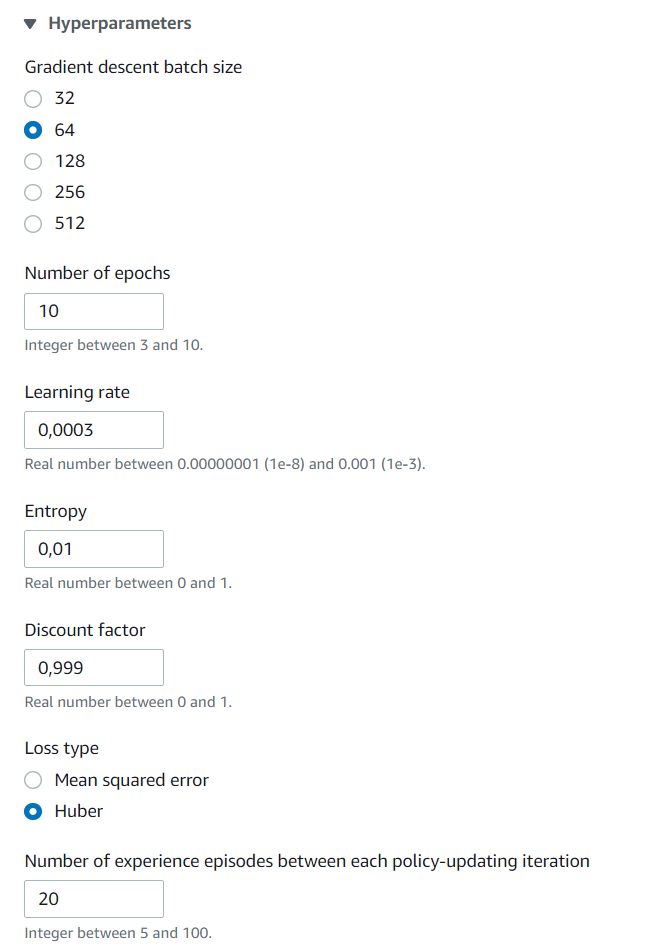 Hyperparameters
Gradient descent batch size
32
64
128
256
512
Number of epochs
10
Integer between 3 and 10.
Learning rate
0,0003
Real number between 0.00000001 (1e-8) and 0.001 (1e-3).
Entropy
0,01
Real number between 0 and 1.
Discount factor
0,999
Real number between 0 and 1.
Loss type
Mean squared error
Huber
Number of experience episodes between each policy-updating iteration
20
Integer between 5 and 100.